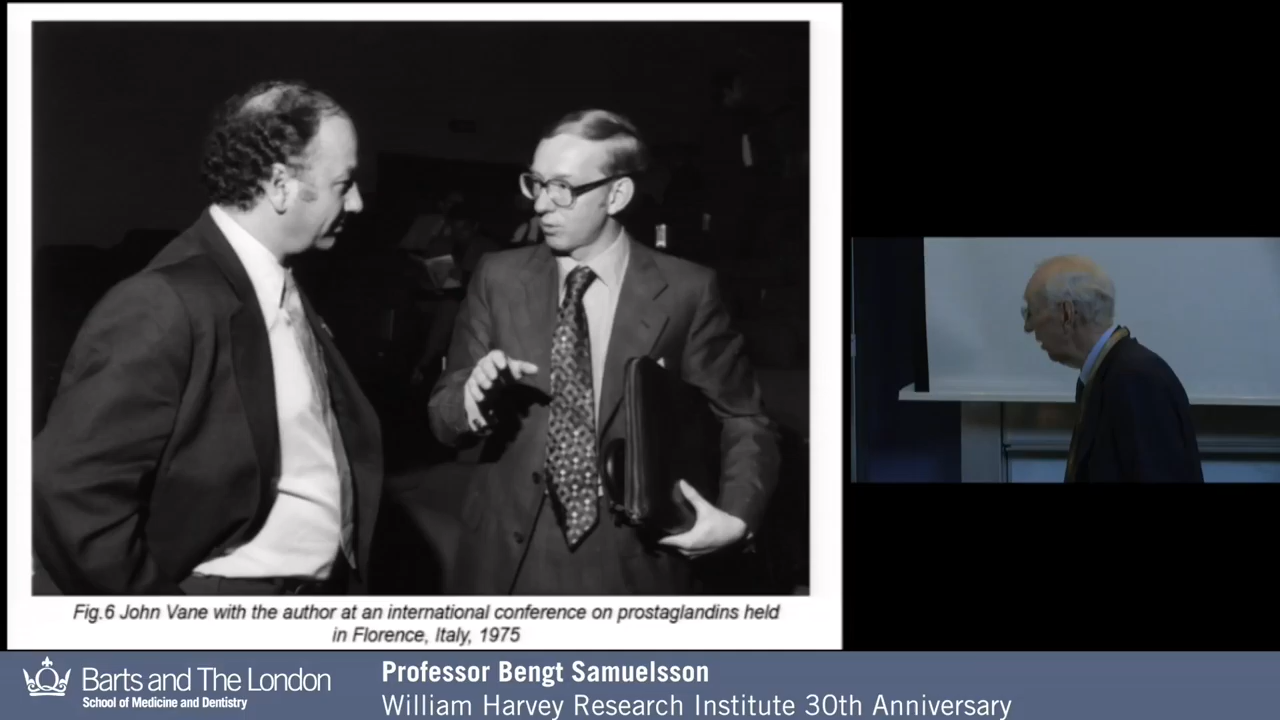 Fig.6 John Vane with the author at an international conference on prostaglandins held
in Florence, Italy, 1975
Barts and The London
School of Medicine and Dentistry
Professor Bengt Samuelsson
William Harvey Research Institute 30th Anniversary